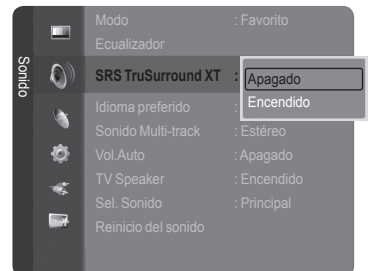 Sonido
Modo : Favorito
Ecualizador
SRS TruSurround XT :
Apagado
Encendido
Idioma preferido :
Sonido Multi-track : Estéreo
Vol.Auto : Apagado
TV Speaker : Encendido
Sel. Sonido : Principal
Reinicio del sonido